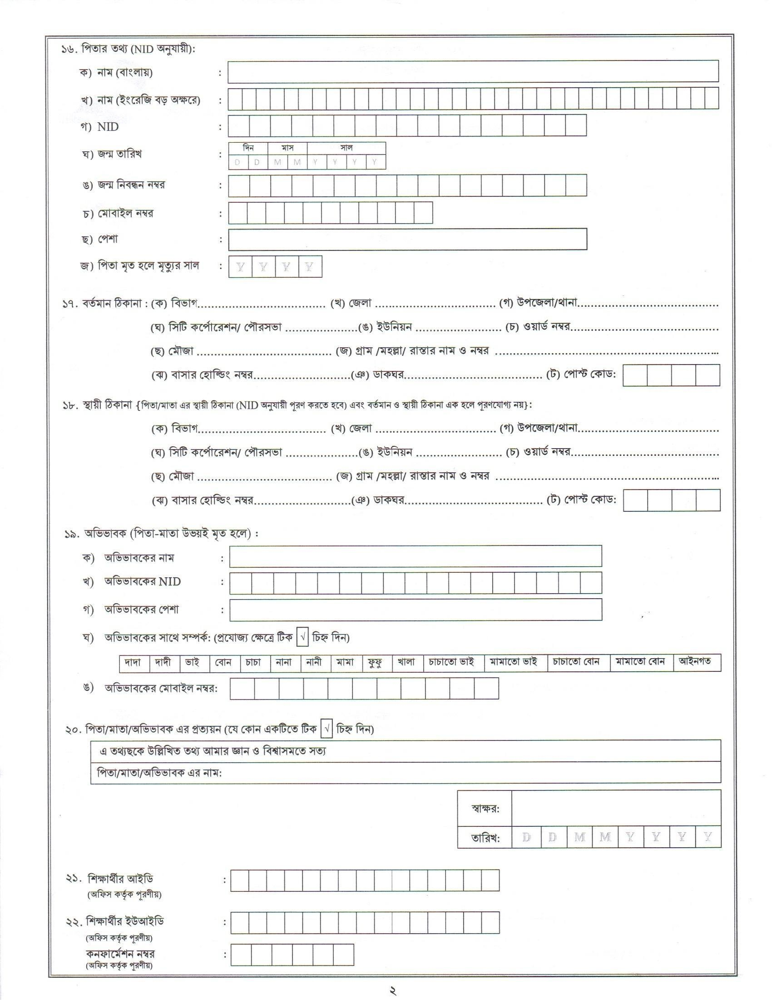 ১৬. পিতার তথ্য (NID অনুযায়ী):
ক) নাম (বাংলায়) :
খ) নাম (ইংরেজি বড় অক্ষরে) :
গ) NID :
দিন মাস সাল
ঘ) জন্ম তারিখ :
D D M M Y Y Y Y
ঙ) জন্ম নিবন্ধন নম্বর :
চ) মোবাইল নম্বর :
ছ) পেশা :
জ) পিতা মৃত হলে মৃত্যুর সাল : Y Y Y Y
১৭. বর্তমান ঠিকানা : (ক) বিভাগ.................................... (খ) জেলা .................................. (গ) উপজেলা/থানা........................................
(ঘ) সিটি কর্পোরেশন/ পৌরসভা .....................(ঙ) ইউনিয়ন ........................ (চ) ওয়ার্ড নম্বর..........................................
(ছ) মৌজা ...................................... (জ) গ্রাম /মহল্লা/ রাস্তার নাম ও নম্বর ...............................................................
(ঝ) বাসার হোল্ডিং নম্বর...........................(ঞ) ডাকঘর....................................... (ট) পোস্ট কোড:
১৮. স্থায়ী ঠিকানা {পিতা/মাতা এর স্থায়ী ঠিকানা (NID অনুযায়ী পূরণ করতে হবে) এবং বর্তমান ও স্থায়ী ঠিকানা এক হলে পূরণযোগ্য নয়}:
(ক) বিভাগ.................................... (খ) জেলা .................................. (গ) উপজেলা/থানা........................................
(ঘ) সিটি কর্পোরেশন/ পৌরসভা .....................(ঙ) ইউনিয়ন ........................ (চ) ওয়ার্ড নম্বর..........................................
(ছ) মৌজা ...................................... (জ) গ্রাম /মহল্লা/ রাস্তার নাম ও নম্বর ...............................................................
(ঝ) বাসার হোল্ডিং নম্বর...........................(ঞ) ডাকঘর....................................... (ট) পোস্ট কোড:
১৯. অভিভাবক (পিতা-মাতা উভয়ই মৃত হলে) :
ক) অভিভাবকের নাম :
খ) অভিভাবকের NID :
গ) অভিভাবকের পেশা :
ঘ) অভিভাবকের সাথে সম্পর্ক: (প্রযোজ্য ক্ষেত্রে টিক √ চিহ্ন দিন)
দাদা দাদী ভাই বোন চাচা নানা নানী মামা ফুফু খালা চাচাতো ভাই মামাতো ভাই চাচাতো বোন মামাতো বোন আইনগত
ঙ) অভিভাবকের মোবাইল নম্বর:
২০. পিতা/মাতা/অভিভাবক এর প্রত্যয়ন (যে কোন একটিতে টিক √ চিহ্ন দিন)
এ তথ্যছকে উল্লিখিত তথ্য আমার জ্ঞান ও বিশ্বাসমতে সত্য
পিতা/মাতা/অভিভাবক এর নাম:
স্বাক্ষর:
তারিখ: D D M M Y Y Y Y
২১. শিক্ষার্থীর আইডি :
(অফিস কর্তৃক পূরণীয়)
২২. শিক্ষার্থীর ইউআইডি :
(অফিস কর্তৃক পূরণীয়)
কনফার্মেশন নম্বর :
(অফিস কর্তৃক পূরণীয়)
২